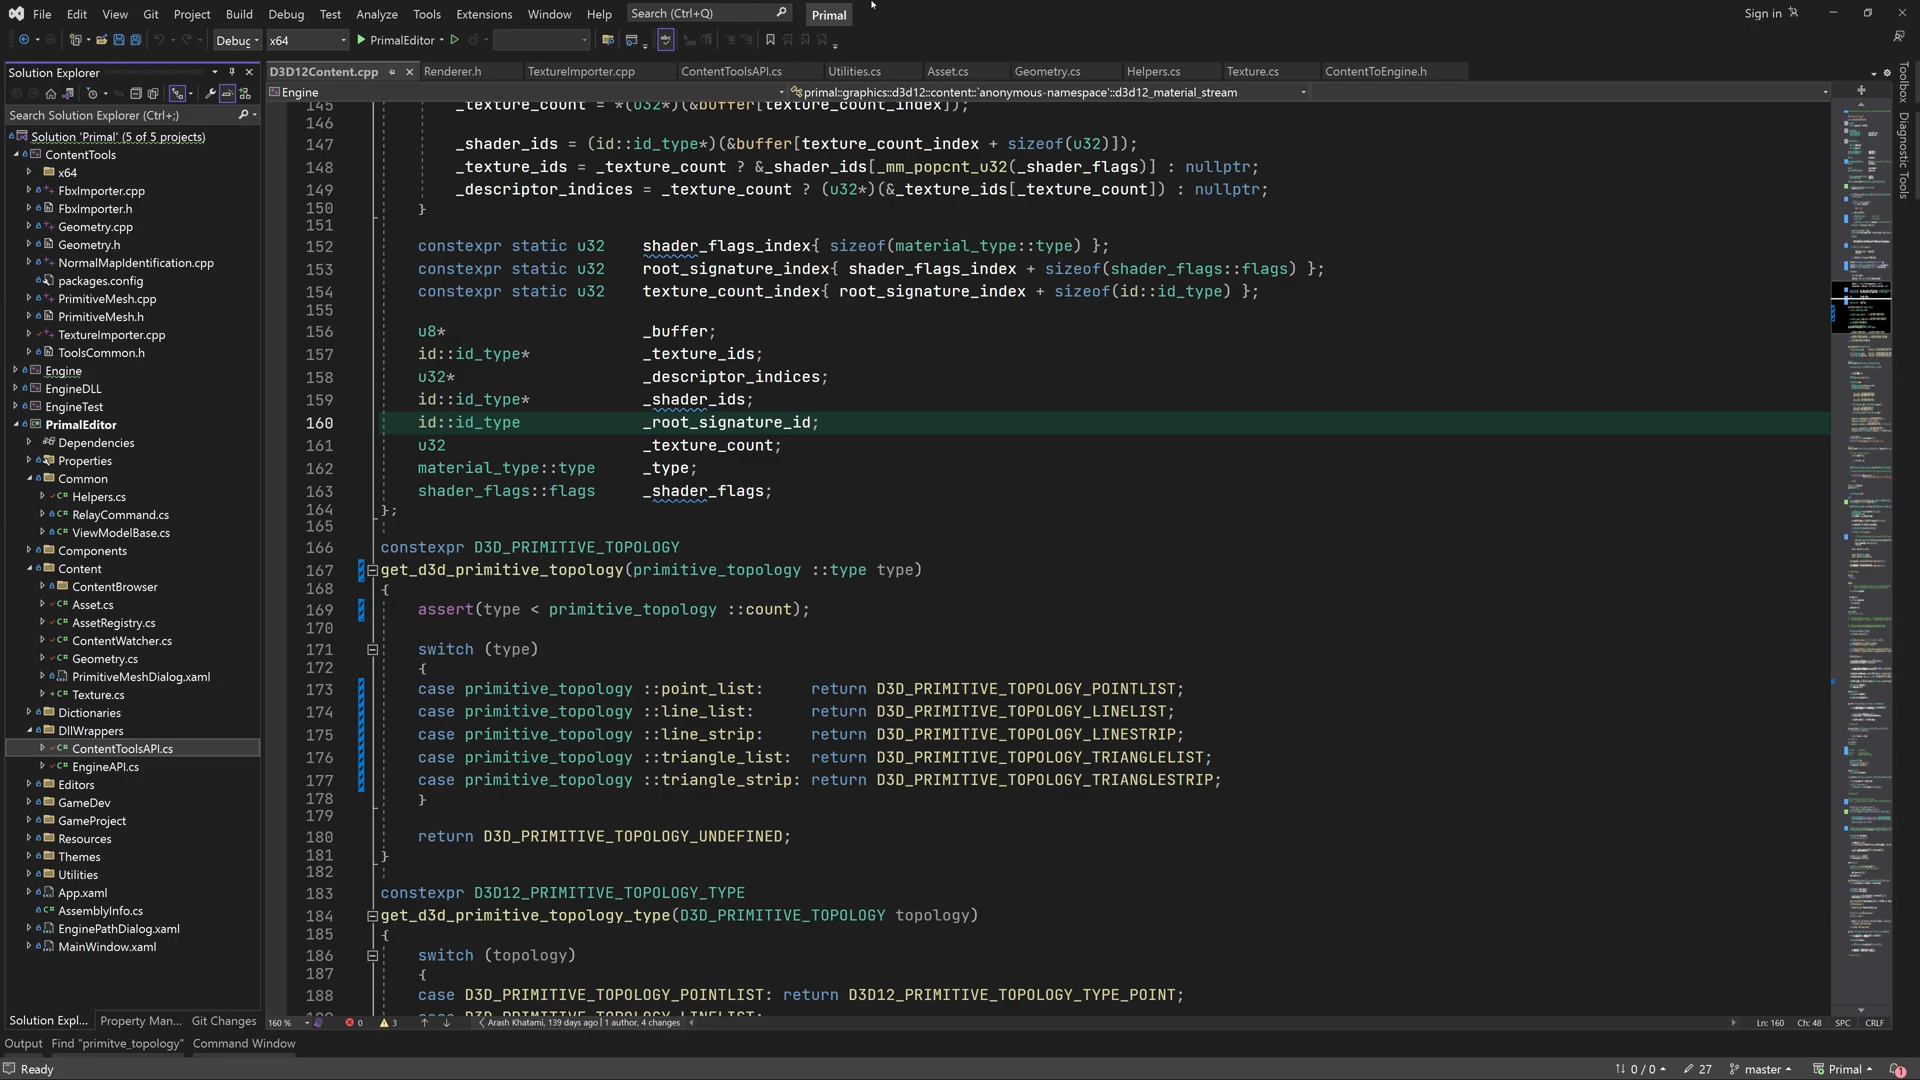 File Edit View Git Project Build Debug Test Analyze Tools Extensions Window Help Search (Ctrl+Q) Primal Sign in
Debug x64 PrimalEditor
Solution Explorer
D3D12Content.cpp Renderer.h TextureImporter.cpp ContentToolsAPI.cs Utilities.cs Asset.cs Geometry.cs Helpers.cs Texture.cs ContentToEngine.h
Engine primal::graphics::d3d12::content::`anonymous-namespace'::d3d12_material_stream
Search Solution Explorer (Ctrl+;)
Solution 'Primal' (5 of 5 projects)
ContentTools
x64
FbxImporter.cpp
FbxImporter.h
Geometry.cpp
Geometry.h
NormalMapIdentification.cpp
packages.config
PrimitiveMesh.cpp
PrimitiveMesh.h
TextureImporter.cpp
ToolsCommon.h
Engine
EngineDLL
EngineTest
PrimalEditor
Dependencies
Properties
Common
Helpers.cs
RelayCommand.cs
ViewModelBase.cs
Components
Content
ContentBrowser
Asset.cs
AssetRegistry.cs
ContentWatcher.cs
Geometry.cs
PrimitiveMeshDialog.xaml
Texture.cs
Dictionaries
DllWrappers
ContentToolsAPI.cs
EngineAPI.cs
Editors
GameDev
GameProject
Resources
Themes
Utilities
App.xaml
AssemblyInfo.cs
EnginePathDialog.xaml
MainWindow.xaml
Solution Expl... Property Man... Git Changes
145 _texture_count = *(u32*)(&buffer[texture_count_index]);
146
147 _shader_ids = (id::id_type*)(&buffer[texture_count_index + sizeof(u32)]);
148 _texture_ids = _texture_count ? &_shader_ids[_mm_popcnt_u32(_shader_flags)] : nullptr;
149 _descriptor_indices = _texture_count ? (u32*)(&_texture_ids[_texture_count]) : nullptr;
150 }
151
152 constexpr static u32 shader_flags_index{ sizeof(material_type::type) };
153 constexpr static u32 root_signature_index{ shader_flags_index + sizeof(shader_flags::flags) };
154 constexpr static u32 texture_count_index{ root_signature_index + sizeof(id::id_type) };
155
156 u8* _buffer;
157 id::id_type* _texture_ids;
158 u32* _descriptor_indices;
159 id::id_type* _shader_ids;
160 id::id_type _root_signature_id;
161 u32 _texture_count;
162 material_type::type _type;
163 shader_flags::flags _shader_flags;
164 };
165
166 constexpr D3D_PRIMITIVE_TOPOLOGY
167 get_d3d_primitive_topology(primitive_topology ::type type)
168 {
169 assert(type < primitive_topology ::count);
170
171 switch (type)
172 {
173 case primitive_topology ::point_list: return D3D_PRIMITIVE_TOPOLOGY_POINTLIST;
174 case primitive_topology ::line_list: return D3D_PRIMITIVE_TOPOLOGY_LINELIST;
175 case primitive_topology ::line_strip: return D3D_PRIMITIVE_TOPOLOGY_LINESTRIP;
176 case primitive_topology ::triangle_list: return D3D_PRIMITIVE_TOPOLOGY_TRIANGLELIST;
177 case primitive_topology ::triangle_strip: return D3D_PRIMITIVE_TOPOLOGY_TRIANGLESTRIP;
178 }
179
180 return D3D_PRIMITIVE_TOPOLOGY_UNDEFINED;
181 }
182
183 constexpr D3D12_PRIMITIVE_TOPOLOGY_TYPE
184 get_d3d_primitive_topology_type(D3D_PRIMITIVE_TOPOLOGY topology)
185 {
186 switch (topology)
187 {
188 case D3D_PRIMITIVE_TOPOLOGY_POINTLIST: return D3D12_PRIMITIVE_TOPOLOGY_TYPE_POINT;
160 % 0 3 Arash Khatami, 139 days ago | 1 author, 4 changes Ln: 160 Ch: 48 SPC CRLF
Toolbox
Diagnostic Tools
Output Find "primitve_topology" Command Window
Ready 0 / 0 27 master Primal 1